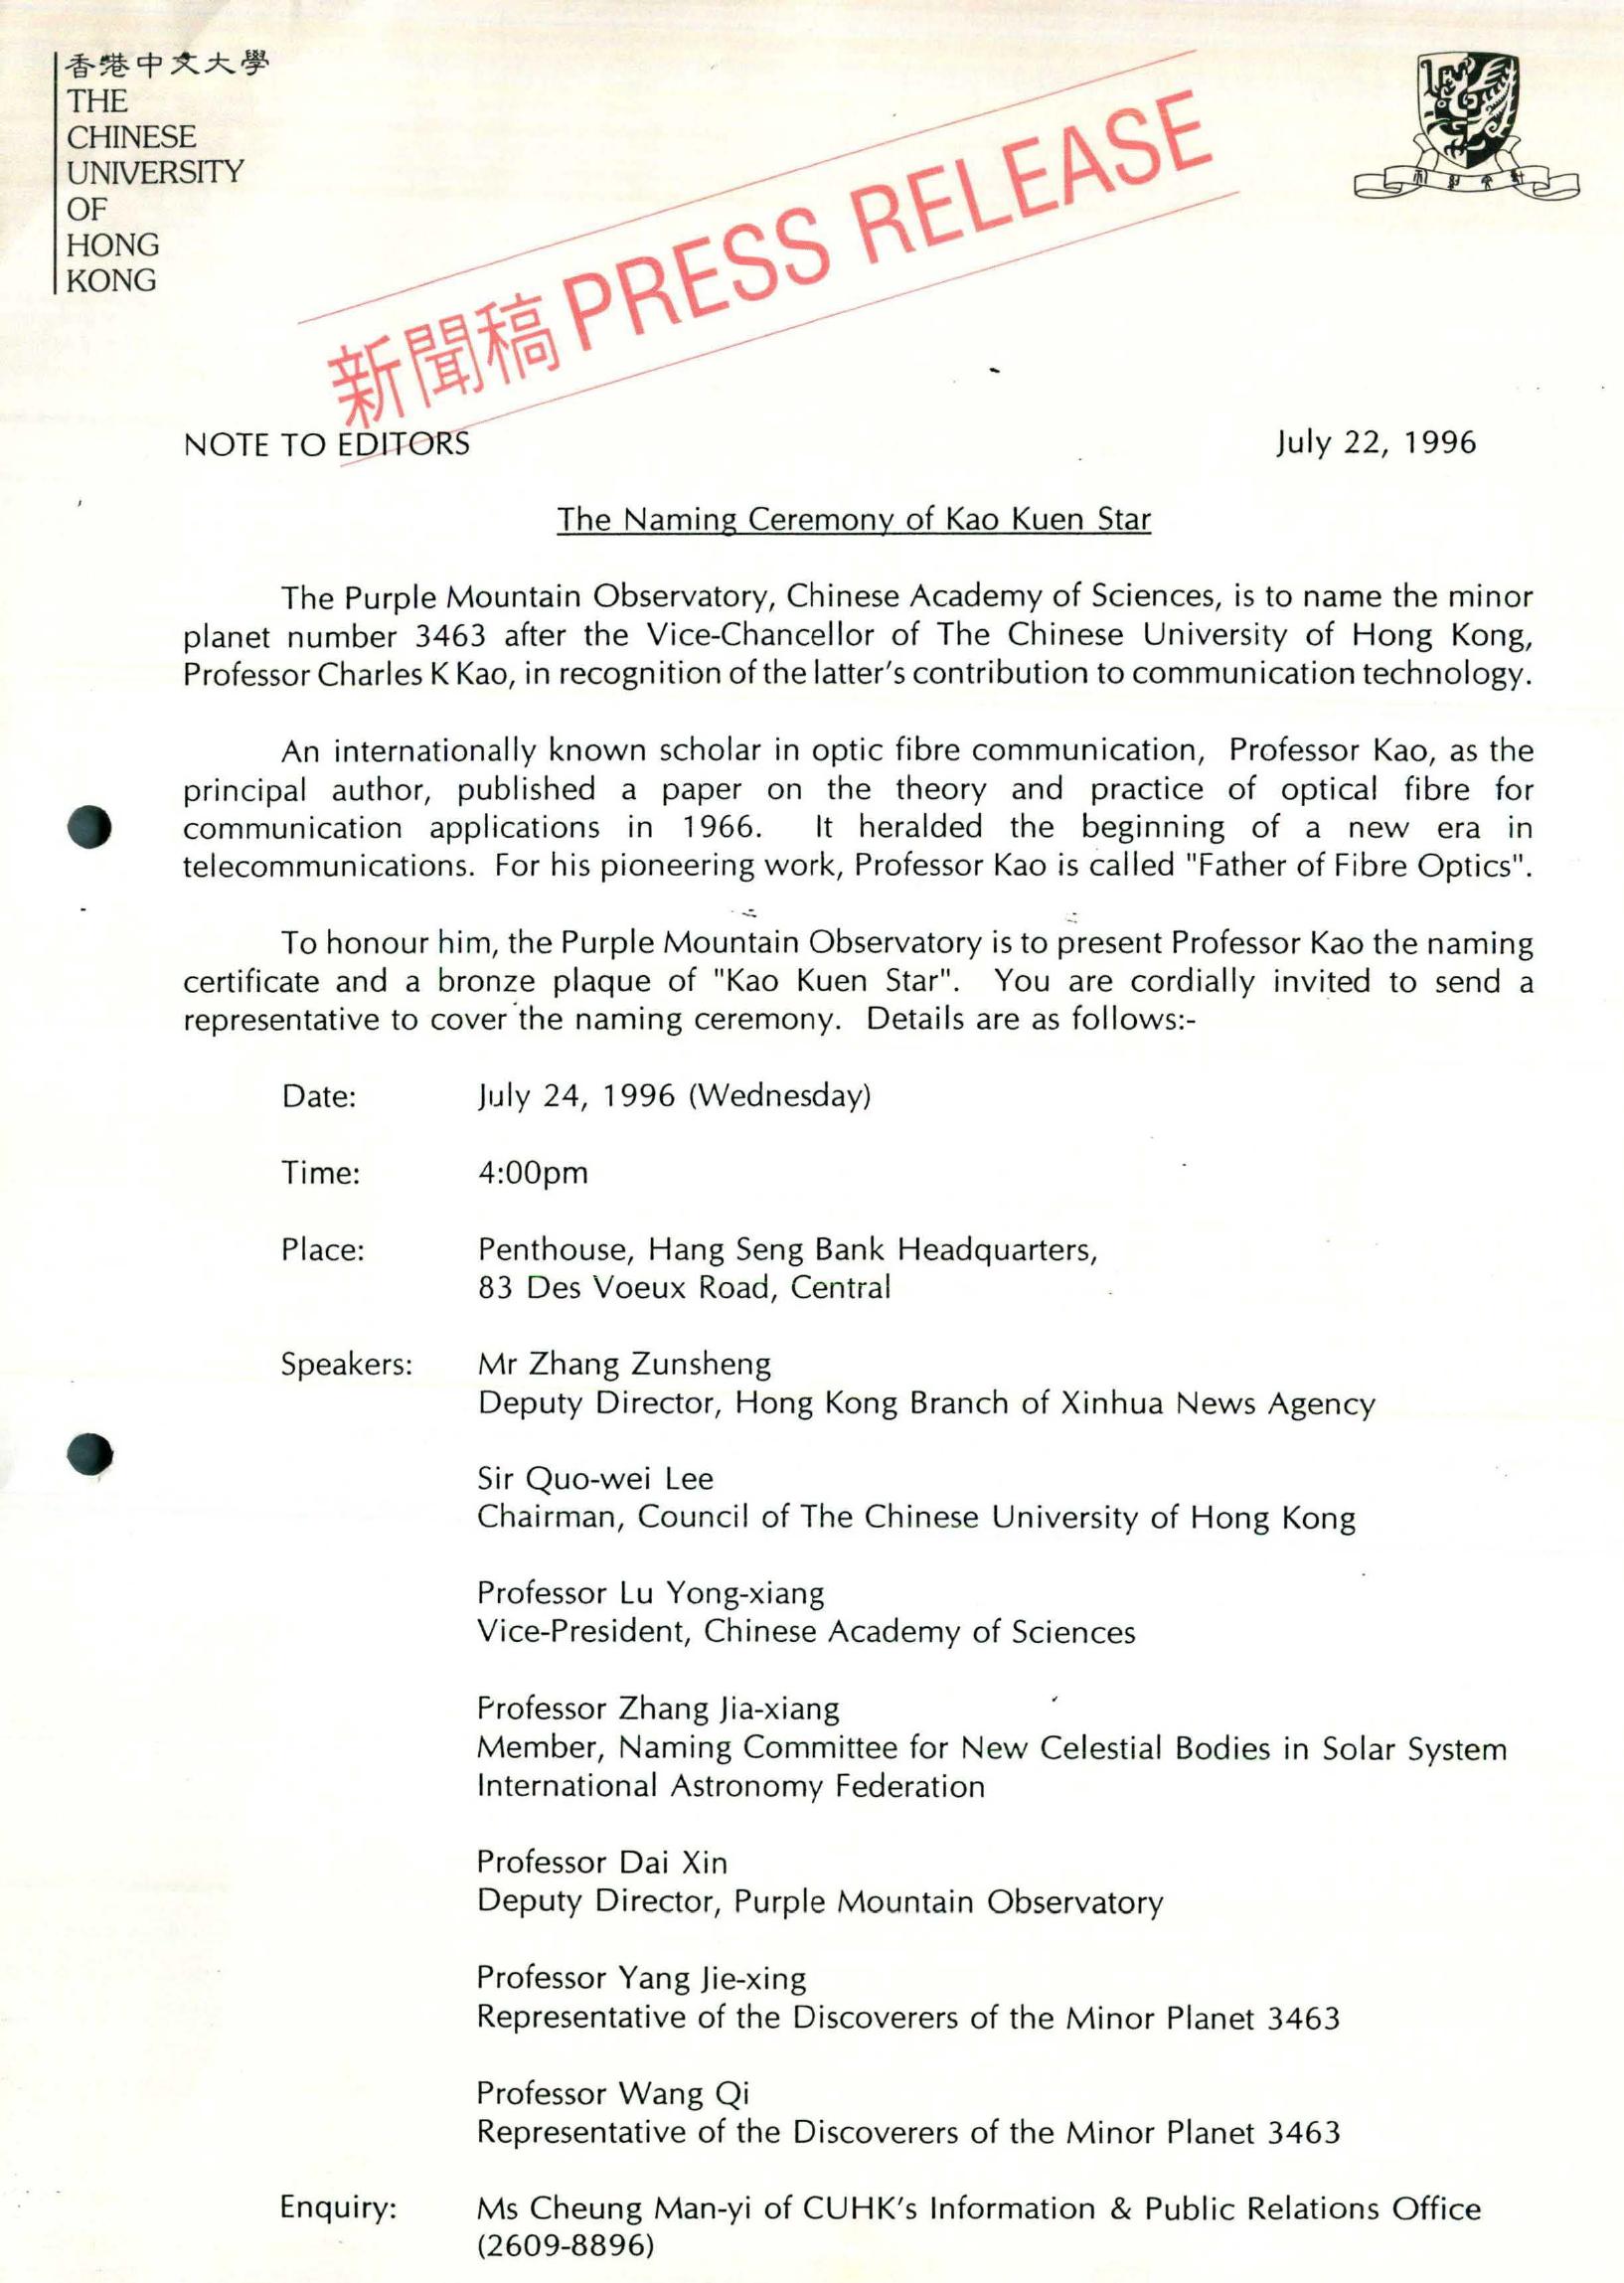 香港中文大學
THE
CHINESE
UNIVERSITY
OF
HONG
KONG
新聞稿 PRESS RELEASE
NOTE TO EDITORS July 22, 1996
The Naming Ceremony of Kao Kuen Star
The Purple Mountain Observatory, Chinese Academy of Sciences, is to name the minor
planet number 3463 after the Vice-Chancellor of The Chinese University of Hong Kong,
Professor Charles K Kao, in recognition of the latter's contribution to communication technology.
An internationally known scholar in optic fibre communication, Professor Kao, as the
principal author, published a paper on the theory and practice of optical fibre for
communication applications in 1966. It heralded the beginning of a new era in
telecommunications. For his pioneering work, Professor Kao is called "Father of Fibre Optics".
To honour him, the Purple Mountain Observatory is to present Professor Kao the naming
certificate and a bronze plaque of "Kao Kuen Star". You are cordially invited to send a
representative to cover the naming ceremony. Details are as follows:-
Date: July 24, 1996 (Wednesday)
Time: 4:00pm
Place: Penthouse, Hang Seng Bank Headquarters,
83 Des Voeux Road, Central
Speakers: Mr Zhang Zunsheng
Deputy Director, Hong Kong Branch of Xinhua News Agency
Sir Quo-wei Lee
Chairman, Council of The Chinese University of Hong Kong
Professor Lu Yong-xiang
Vice-President, Chinese Academy of Sciences
Professor Zhang Jia-xiang
Member, Naming Committee for New Celestial Bodies in Solar System
International Astronomy Federation
Professor Dai Xin
Deputy Director, Purple Mountain Observatory
Professor Yang Jie-xing
Representative of the Discoverers of the Minor Planet 3463
Professor Wang Qi
Representative of the Discoverers of the Minor Planet 3463
Enquiry: Ms Cheung Man-yi of CUHK's Information & Public Relations Office
(2609-8896)